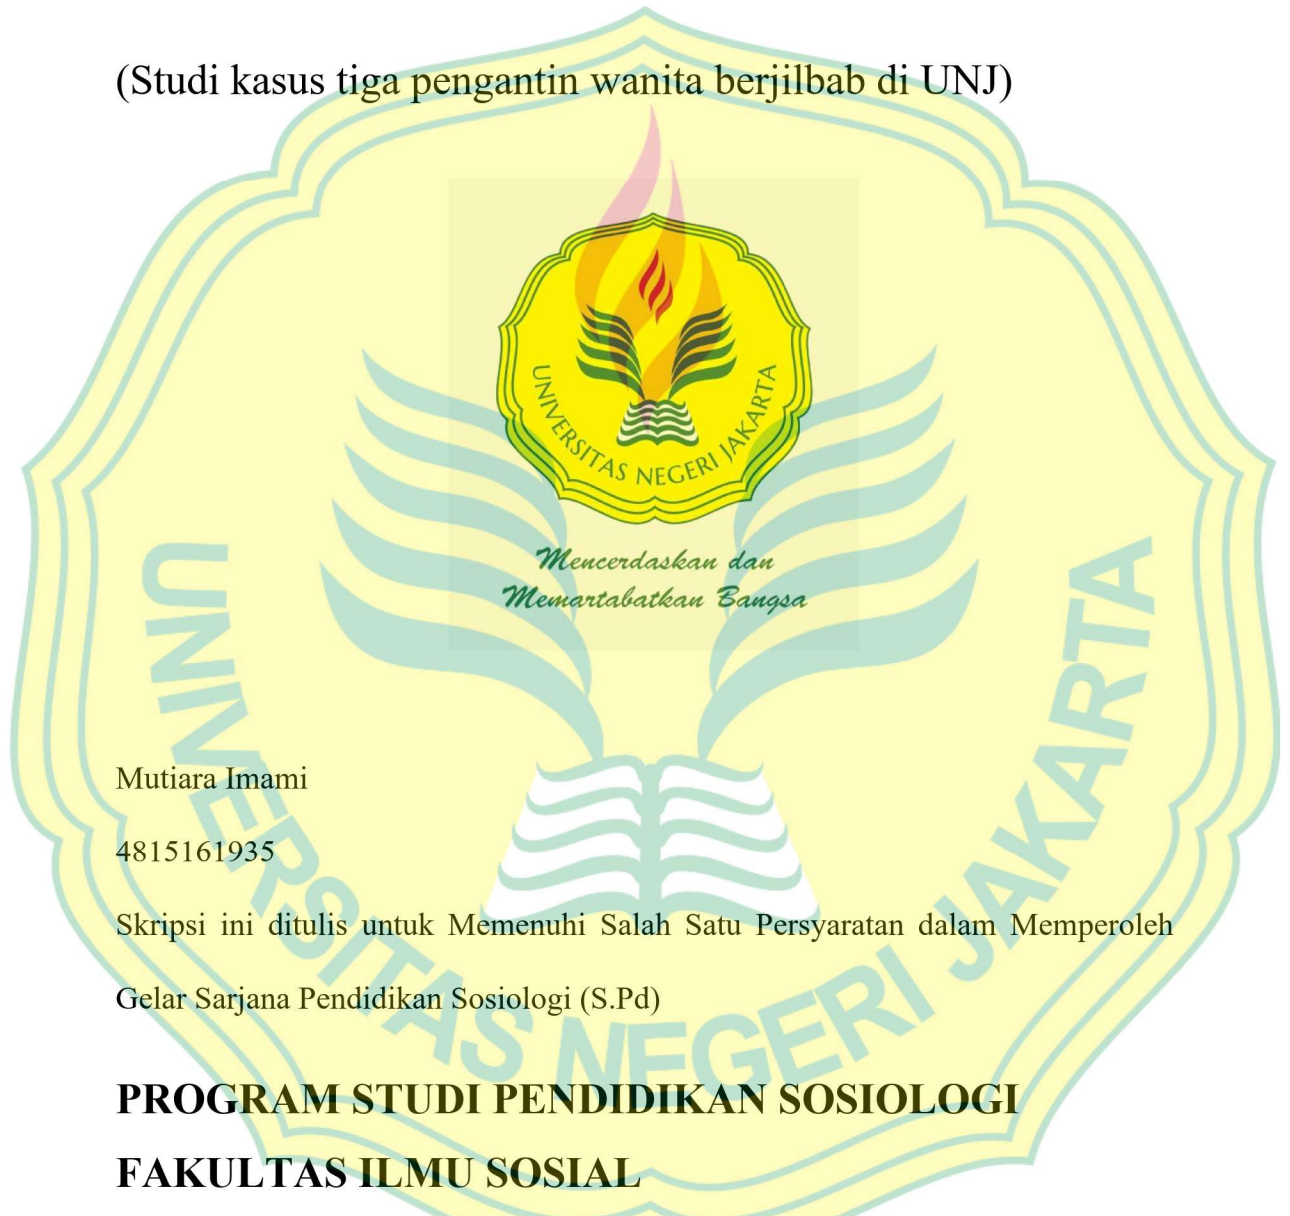 (Studi kasus tiga pengantin wanita berjilbab di UNJ)
UNIVERSITAS NEGERI JAKARTA
Mencerdaskan dan
Memartabatkan Bangsa
UNIVERSITAS NEGERI JAKARTA
Mutiara Imami
4815161935
Skripsi ini ditulis untuk Memenuhi Salah Satu Persyaratan dalam Memperoleh
Gelar Sarjana Pendidikan Sosiologi (S.Pd)
PROGRAM STUDI PENDIDIKAN SOSIOLOGI
FAKULTAS ILMU SOSIAL